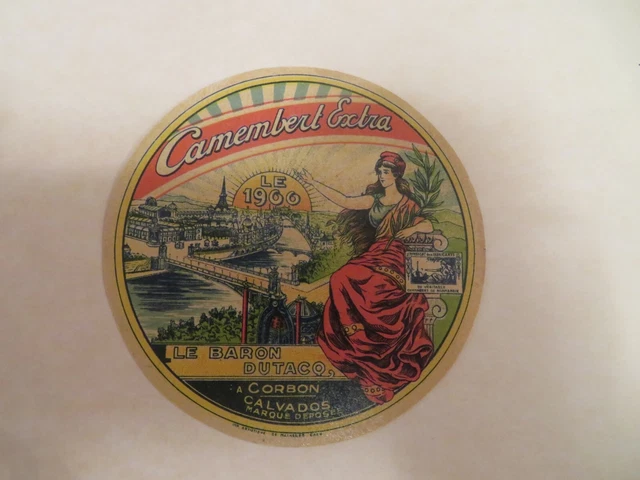 Camembert Extra
LE
1900
LE BARON
DUTACQ
A CORBON
CALVADOS
MARQUE DEPOSÉE